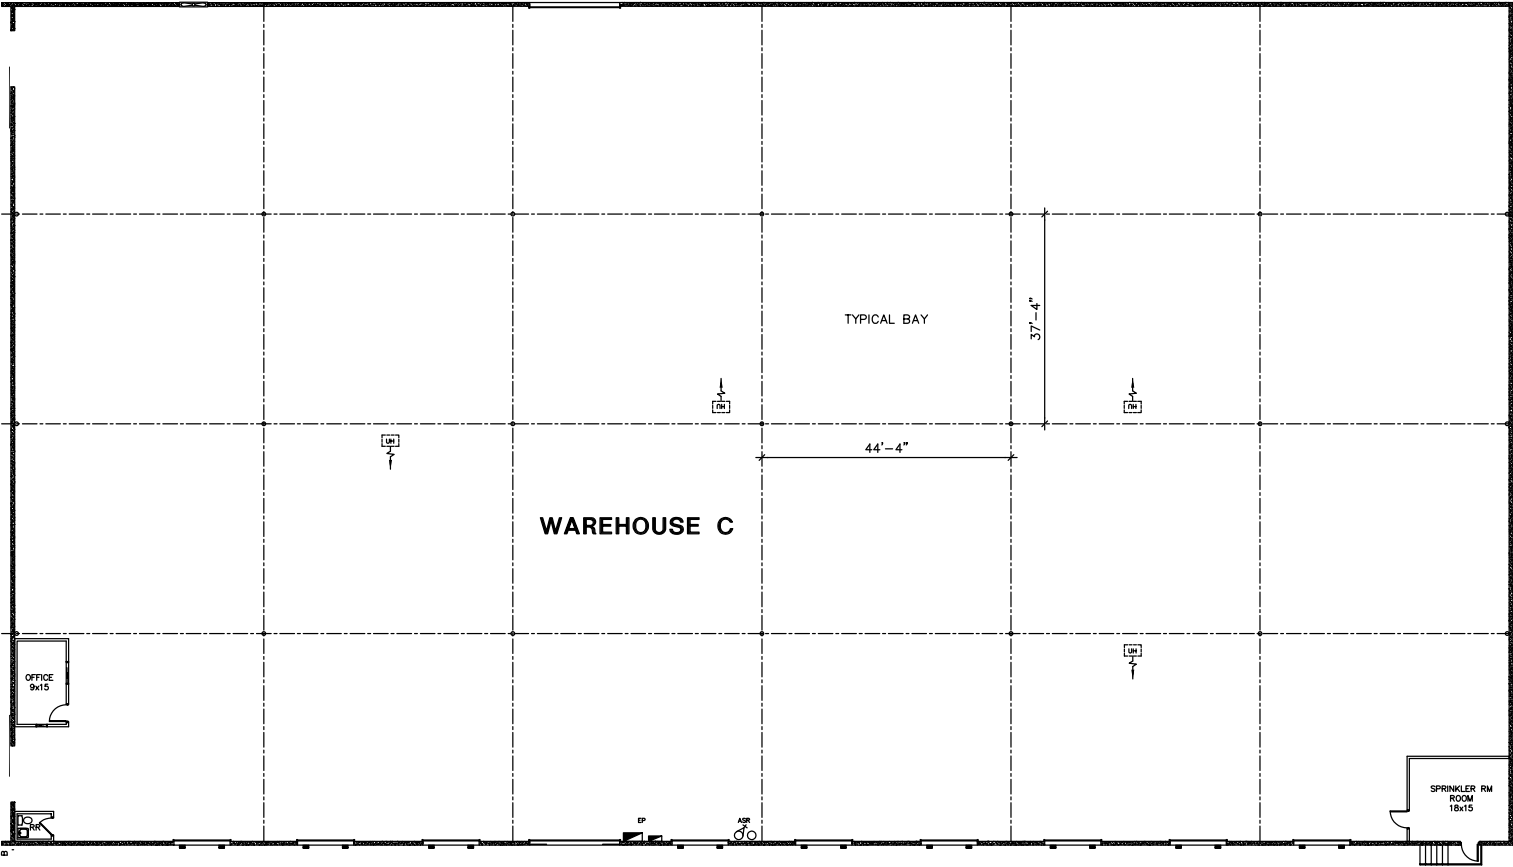 TYPICAL BAY
37'-4"
UH
UH
UH
44'-4"
WAREHOUSE C
UH
OFFICE
9x15
SPRINKLER RM
ROOM
18x15
EP
ASR
RR